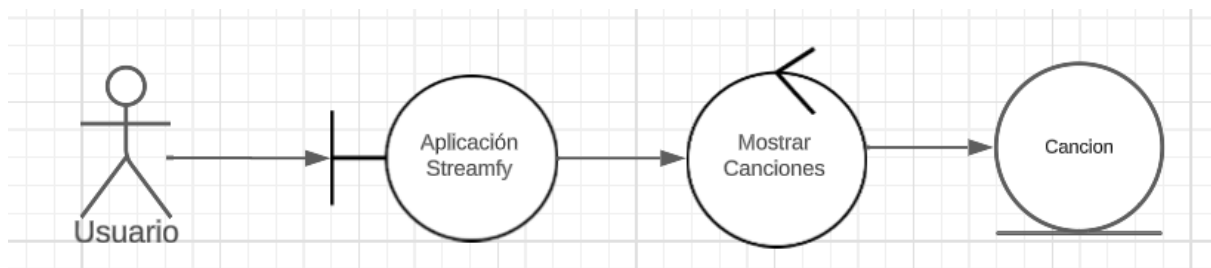 Usuario
Aplicación
Streamfy
Mostrar
Canciones
Cancion